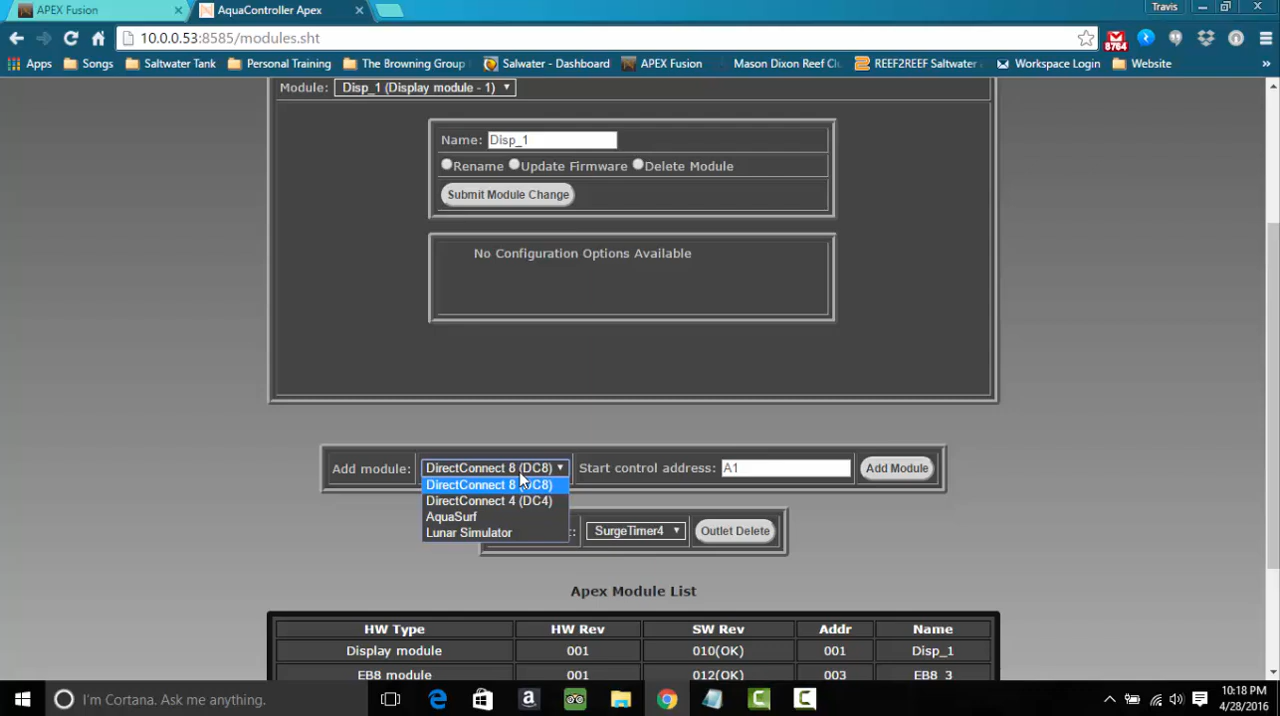 APEX Fusion
AquaController Apex
Travis
10.0.0.53:8585/modules.sht
8764
Apps
Songs
Saltwater Tank
Personal Training
The Browning Group
Salwater - Dashboard
APEX Fusion
Mason Dixon Reef Clu
REEF2REEF Saltwater
Workspace Login
Website
»
Module: Disp_1 (Display module - 1)
Name: Disp_1
Rename Update Firmware Delete Module
Submit Module Change
No Configuration Options Available
Add module: DirectConnect 8 (DC8) Start control address: A1 Add Module
DirectConnect 8 (DC8)
DirectConnect 4 (DC4)
AquaSurf
Lunar Simulator
: SurgeTimer4 Outlet Delete
Apex Module List
HW Type HW Rev SW Rev Addr Name
Display module 001 010(OK) 001 Disp_1
EB8 module 001 012(OK) 003 EB8_3
I'm Cortana. Ask me anything.
10:18 PM
4/28/2016